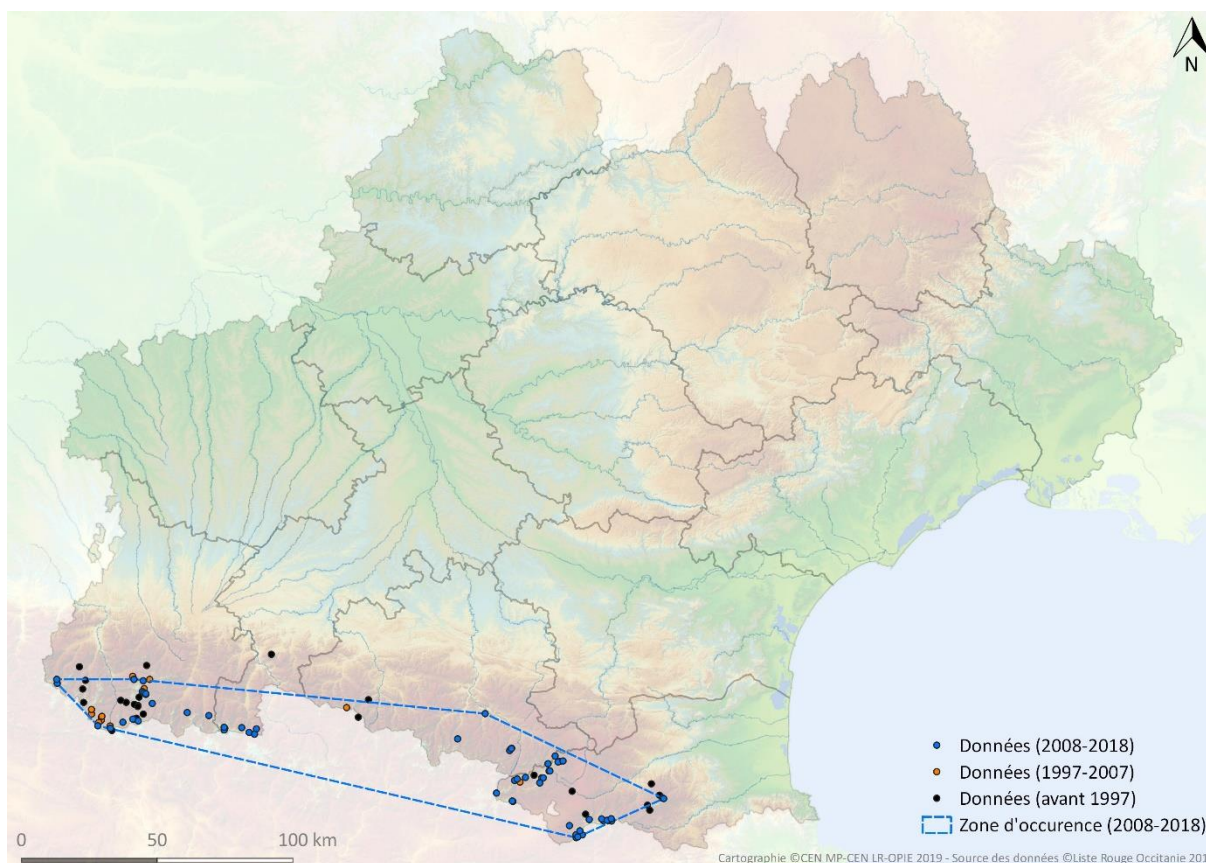 N
Données (2008-2018)
Données (1997-2007)
Données (avant 1997)
Zone d'occurence (2008-2018)
0 50 100 km
Cartographie ©CEN MP-CEN LR-OPIE 2019 - Source des données ©Liste Rouge Occitanie 201